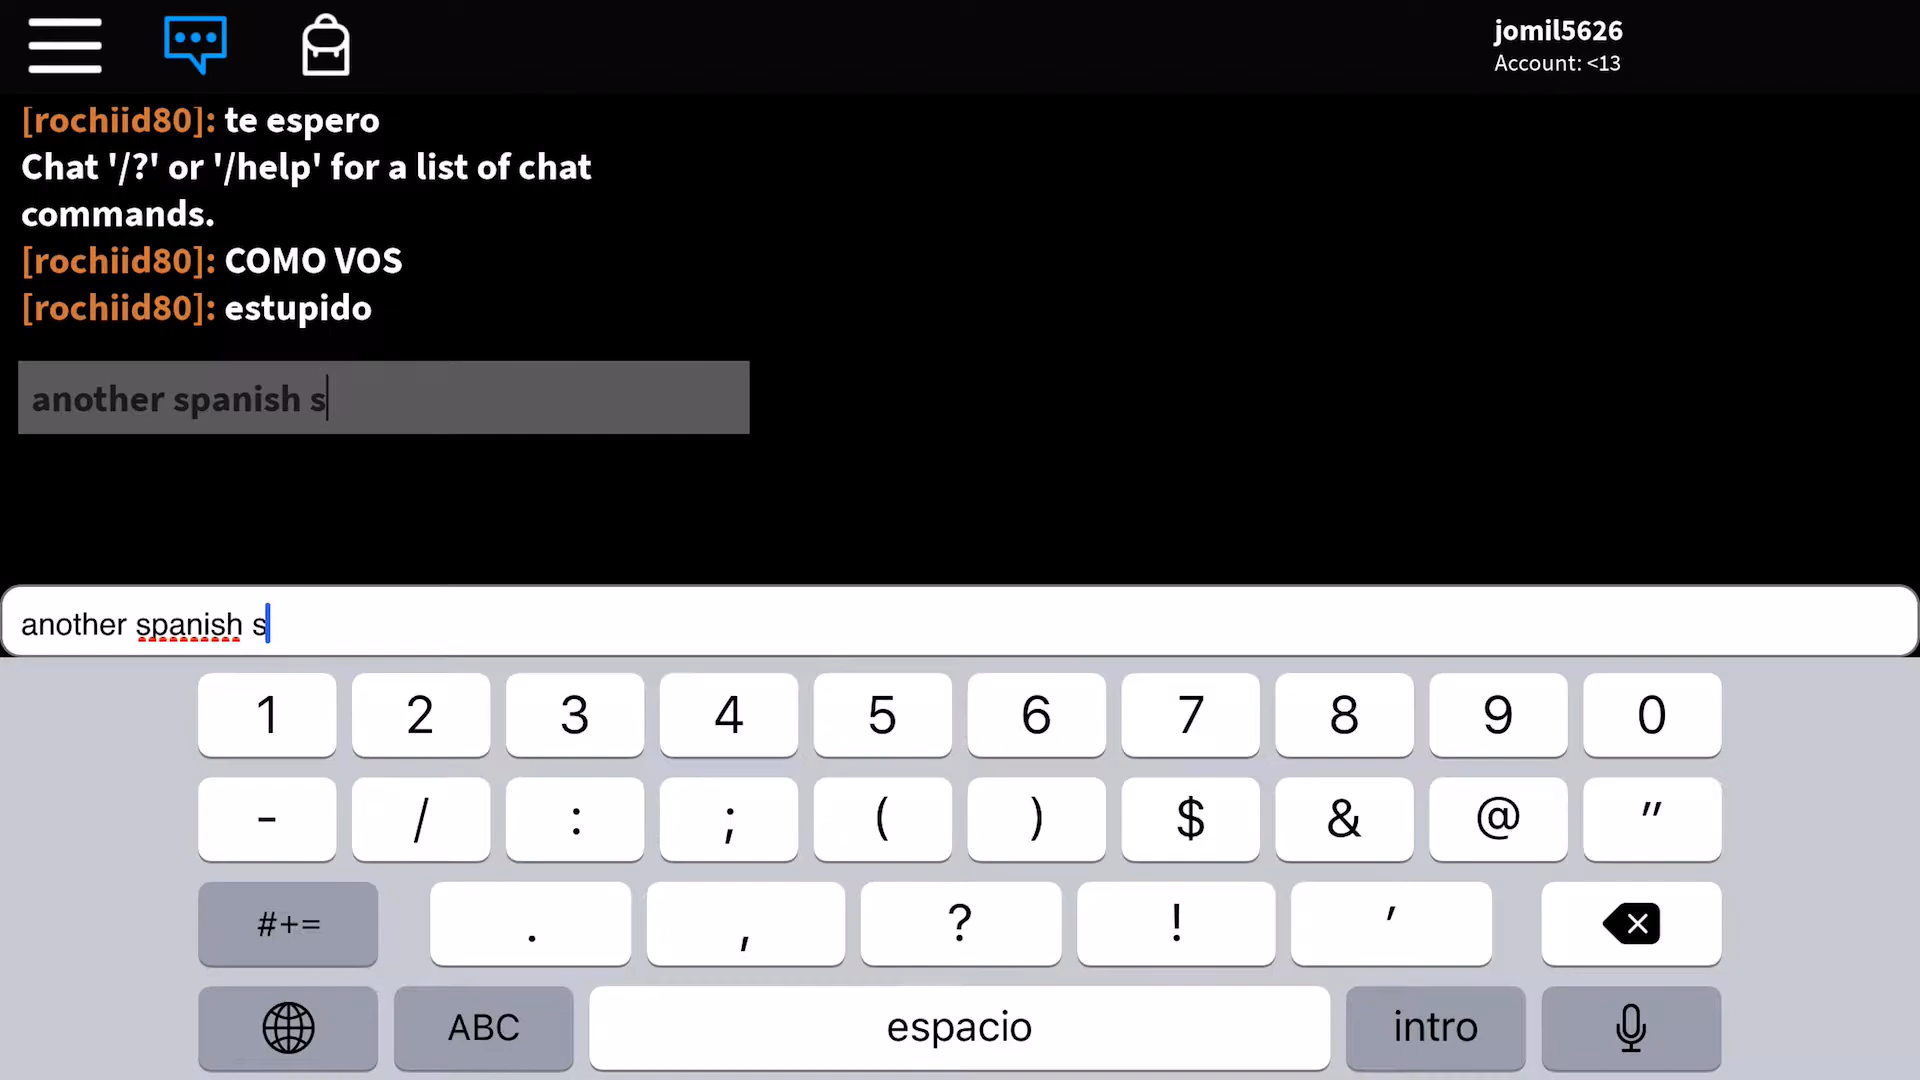 jomil5626
Account: <13
[rochiid80]: te espero
Chat '/?' or '/help' for a list of chat
commands.
[rochiid80]: COMO VOS
[rochiid80]: estupido
another spanish s
another spanish s
1 2 3 4 5 6 7 8 9 0
- / : ; ( ) $ & @ "
#+= . , ? ! '
ABC espacio intro